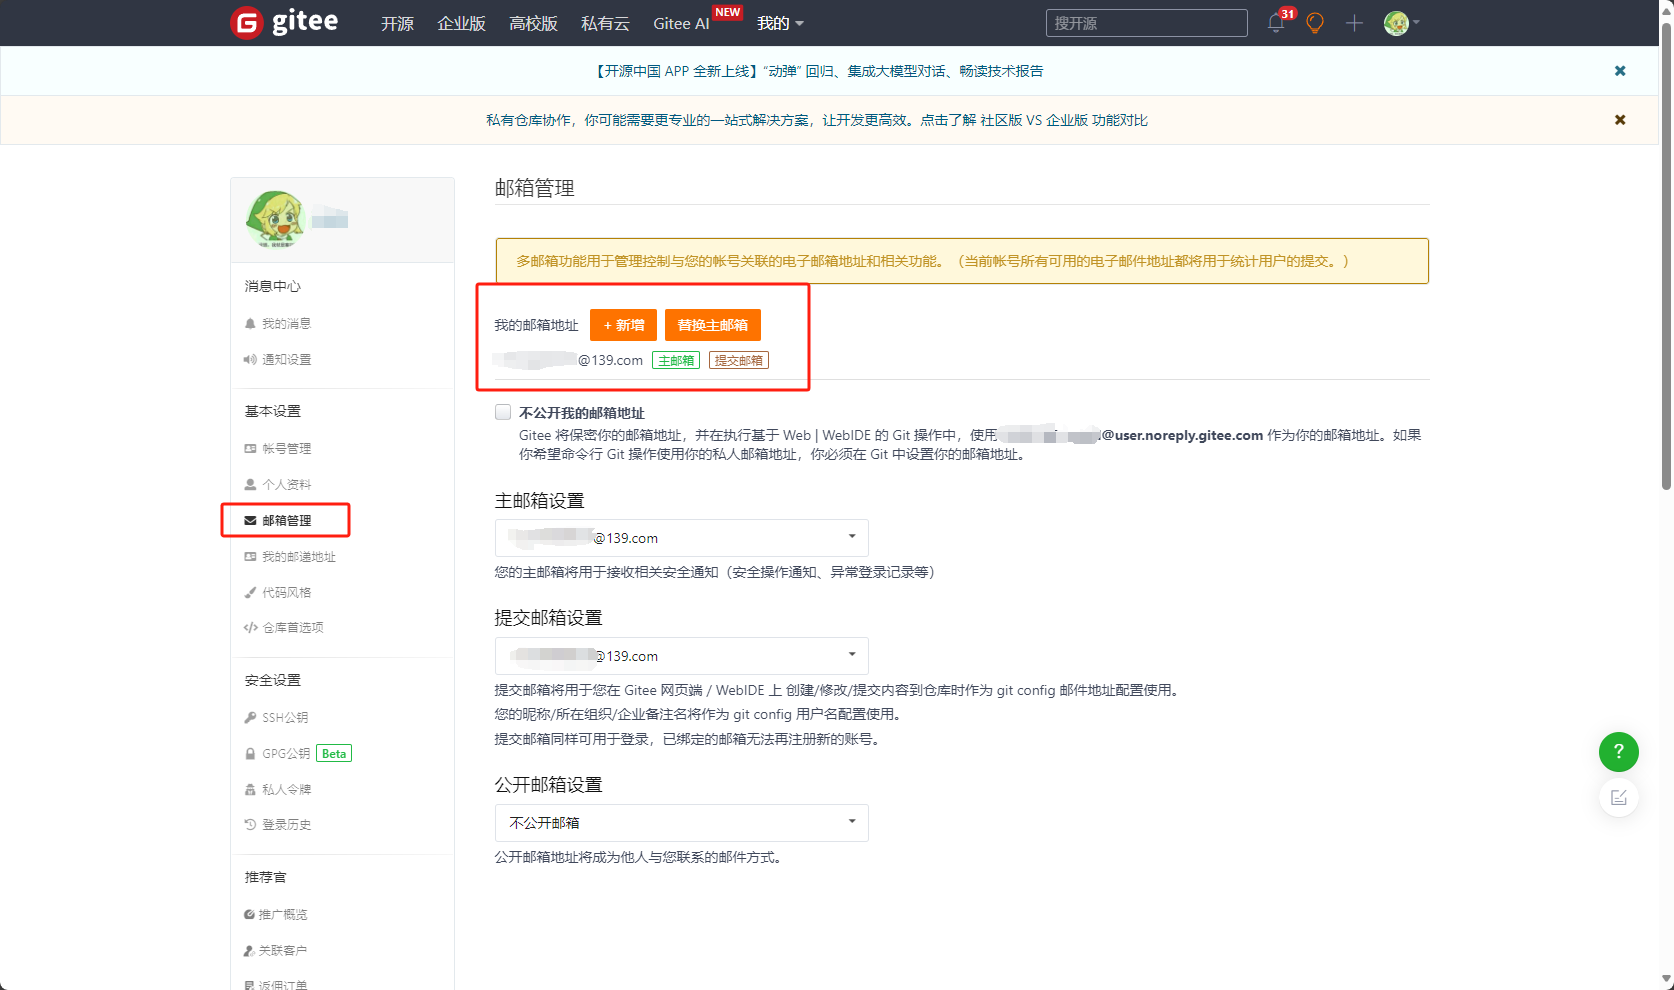 gitee 开源 企业版 高校版 私有云 Gitee AI NEW 我的 搜开源 31
【开源中国 APP 全新上线】“动弹” 回归、集成大模型对话、畅读技术报告
私有仓库协作，你可能需要更专业的一站式解决方案，让开发更高效。点击了解 社区版 VS 企业版 功能对比
消息中心
我的消息
通知设置
基本设置
帐号管理
个人资料
邮箱管理
我的邮递地址
代码风格
仓库首选项
安全设置
SSH公钥
GPG公钥 Beta
私人令牌
登录历史
推荐官
推广概览
关联客户
返佣订单
邮箱管理
多邮箱功能用于管理控制与您的帐号关联的电子邮箱地址和相关功能。（当前帐号所有可用的电子邮件地址都将用于统计用户的提交。）
我的邮箱地址 + 新增 替换主邮箱
@139.com 主邮箱 提交邮箱
不公开我的邮箱地址
Gitee 将保密你的邮箱地址，并在执行基于 Web | WebIDE 的 Git 操作中，使用 @user.noreply.gitee.com 作为你的邮箱地址。如果
你希望命令行 Git 操作使用你的私人邮箱地址，你必须在 Git 中设置你的邮箱地址。
主邮箱设置
@139.com
您的主邮箱将用于接收相关安全通知（安全操作通知、异常登录记录等）
提交邮箱设置
@139.com
提交邮箱将用于您在 Gitee 网页端 / WebIDE 上 创建/修改/提交内容到仓库时作为 git config 邮件地址配置使用。
您的昵称/所在组织/企业备注名将作为 git config 用户名配置使用。
提交邮箱同样可用于登录，已绑定的邮箱无法再注册新的账号。
公开邮箱设置
不公开邮箱
公开邮箱地址将成为他人与您联系的邮件方式。
?